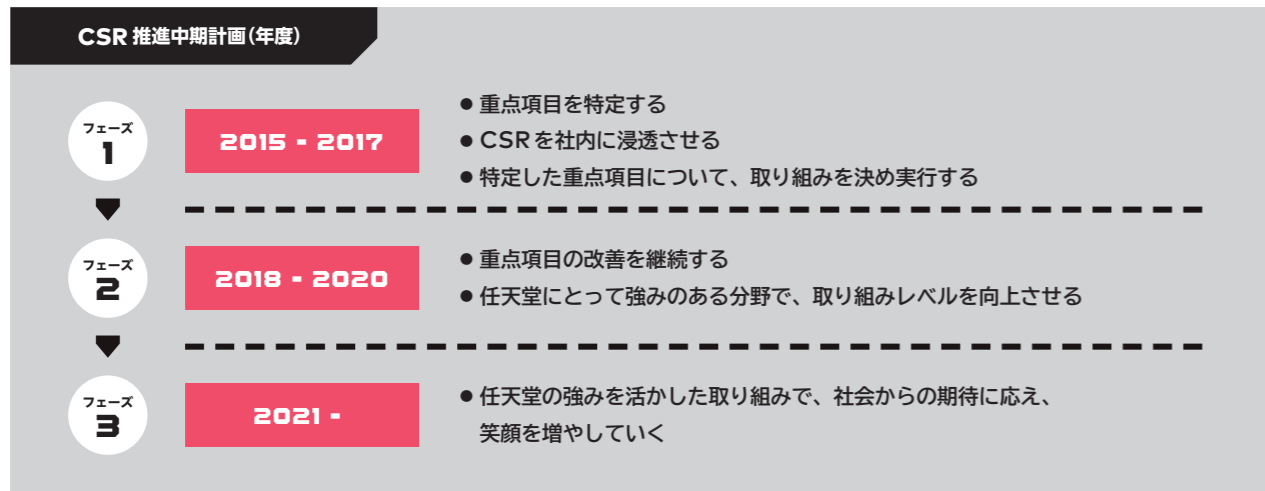 CSR 推進中期計画(年度)
フェーズ
1
2015 - 2017
● 重点項目を特定する
● CSRを社内に浸透させる
● 特定した重点項目について、取り組みを決め実行する
フェーズ
2
2018 - 2020
● 重点項目の改善を継続する
● 任天堂にとって強みのある分野で、取り組みレベルを向上させる
フェーズ
3
2021 -
● 任天堂の強みを活かした取り組みで、社会からの期待に応え、
笑顔を増やしていく